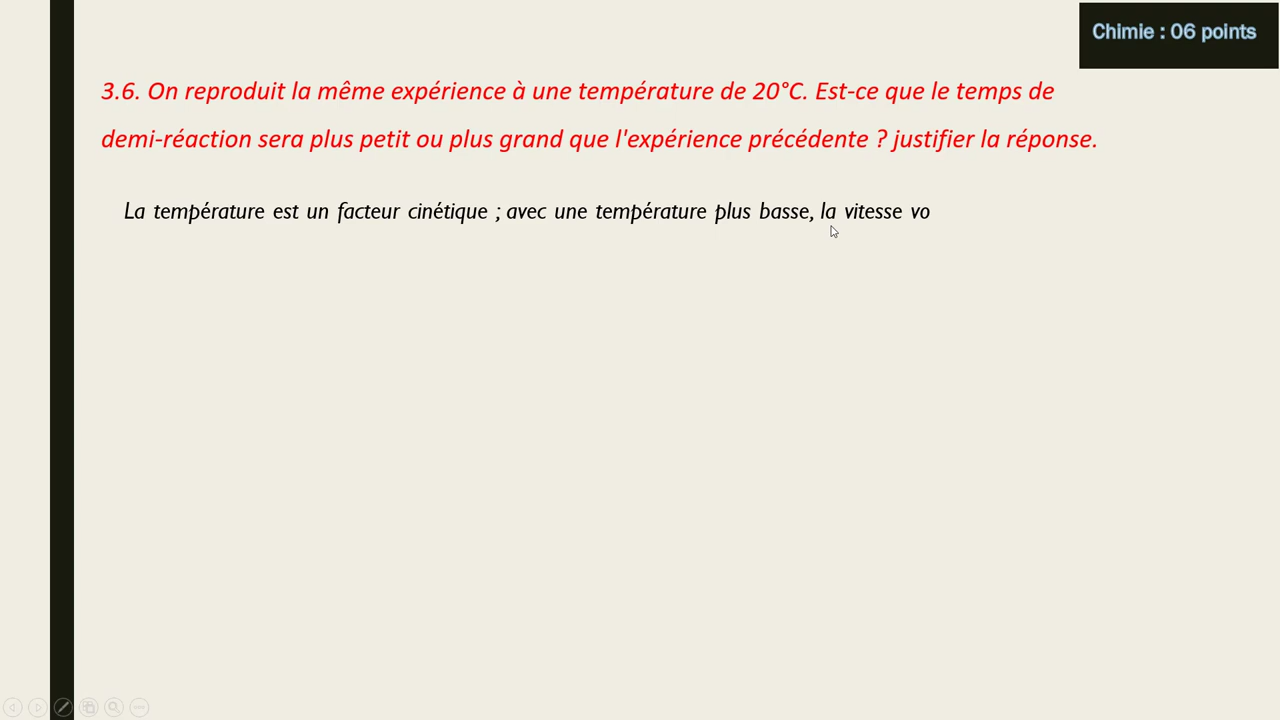 Chimie : 06 points
3.6. On reproduit la même expérience à une température de 20°C. Est-ce que le temps de
demi-réaction sera plus petit ou plus grand que l'expérience précédente ? justifier la réponse.
La température est un facteur cinétique ; avec une température plus basse, la vitesse vo